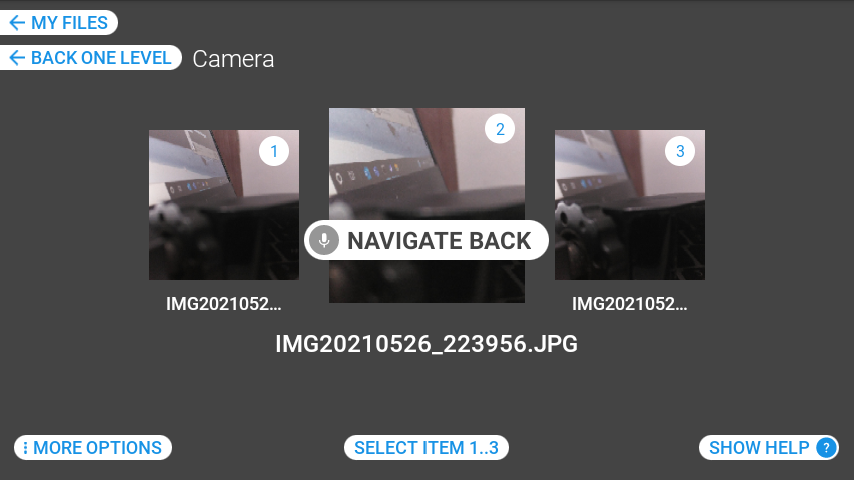 MY FILES
BACK ONE LEVEL
Camera
1
2
3
NAVIGATE BACK
IMG2021052...
IMG2021052...
IMG20210526_223956.JPG
MORE OPTIONS
SELECT ITEM 1..3
SHOW HELP ?